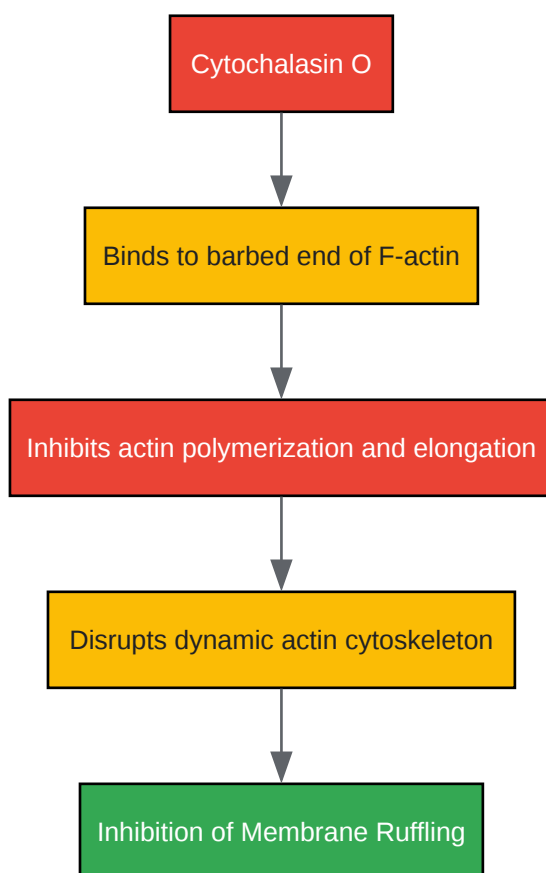 Cytochalasin O
Binds to barbed end of F-actin
Inhibits actin polymerization and elongation
Disrupts dynamic actin cytoskeleton
Inhibition of Membrane Ruffling